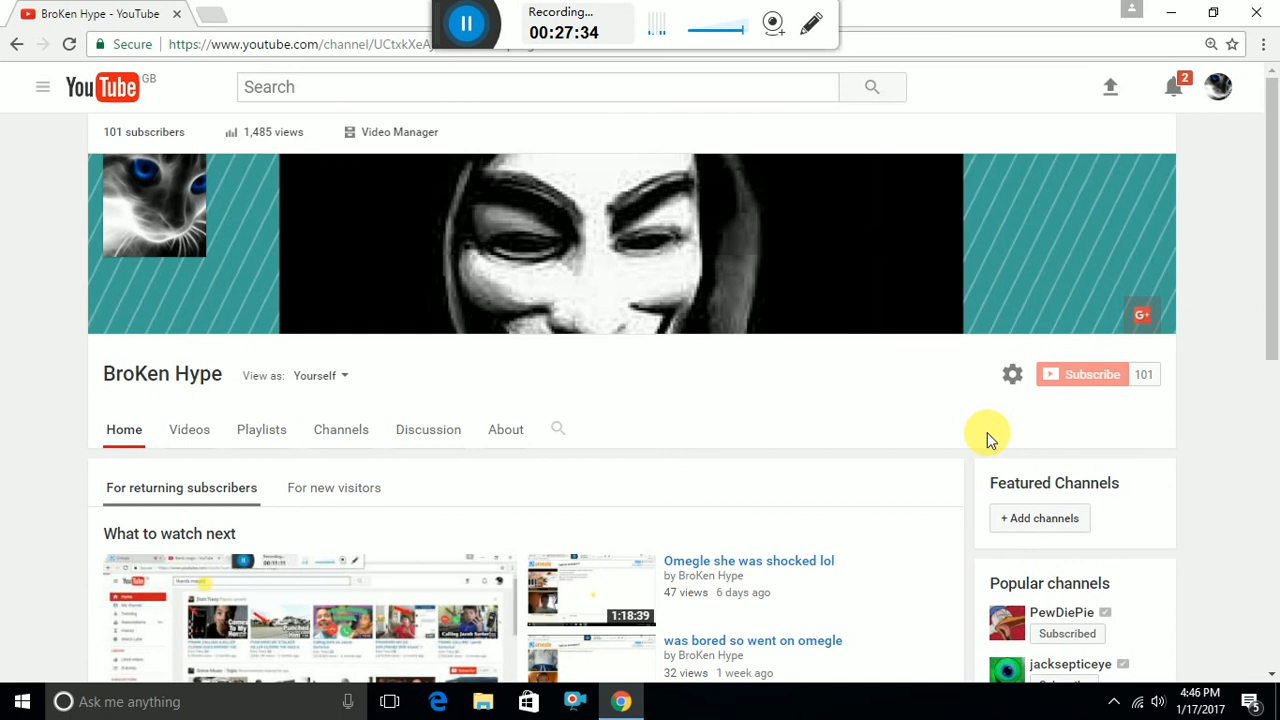 BroKen Hype - YouTube
Recording...
00:27:34
Secure https://www.youtube.com/channel/UCtxkXeA
YouTube GB
Search
2
101 subscribers 1,485 views Video Manager
G+
BroKen Hype View as: Yourself
Subscribe 101
Home Videos Playlists Channels Discussion About
For returning subscribers For new visitors
Featured Channels
+ Add channels
What to watch next
Omegle she was shocked lol
by BroKen Hype
47 views 6 days ago
1:18:39
was bored so went on omegle
by BroKen Hype
32 views 1 week ago
Popular channels
PewDiePie
Subscribed
jacksepticeye
Ask me anything
4:46 PM
1/17/2017
5